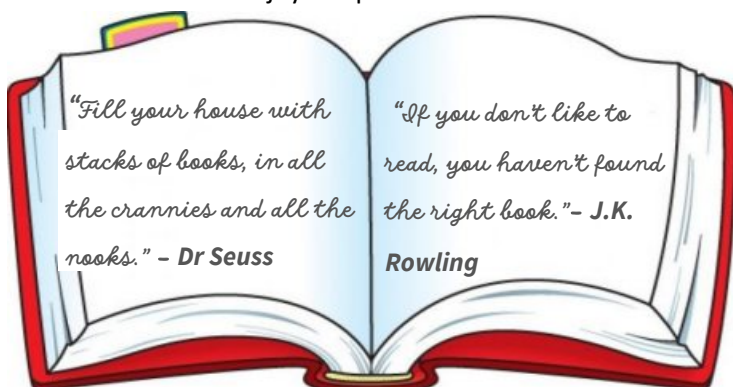 “Fill your house with
stacks of books, in all
the crannies and all the
nooks.” – Dr Seuss
“If you don't like to
read, you haven't found
the right book.”– J.K.
Rowling